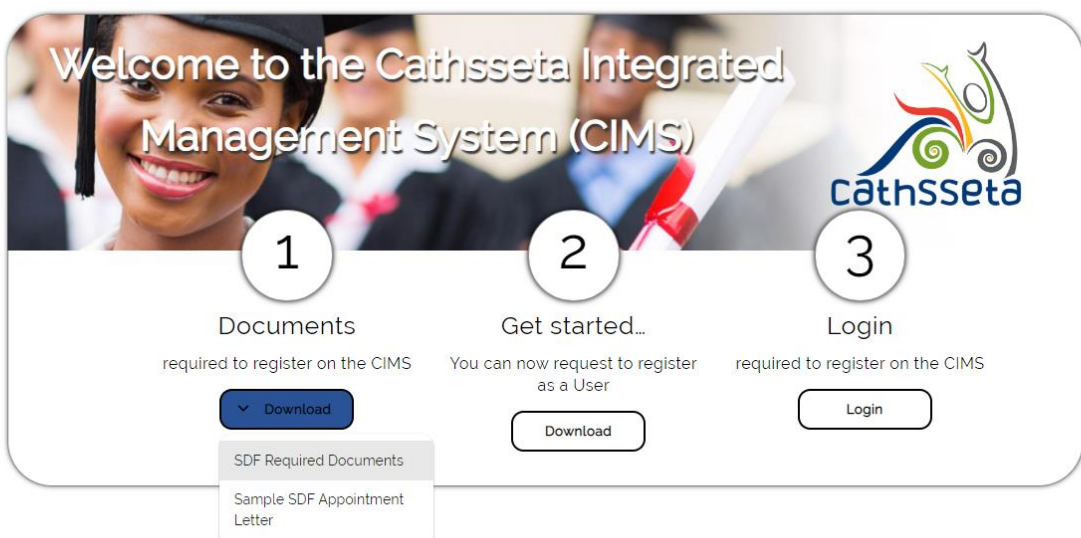 Welcome to the Cathsseta Integrated
Management System (CIMS)
cathsseta
1
2
3
Documents
required to register on the CIMS
Download
SDF Required Documents
Sample SDF Appointment
Letter
Get started...
You can now request to register
as a User
Download
Login
required to register on the CIMS
Login